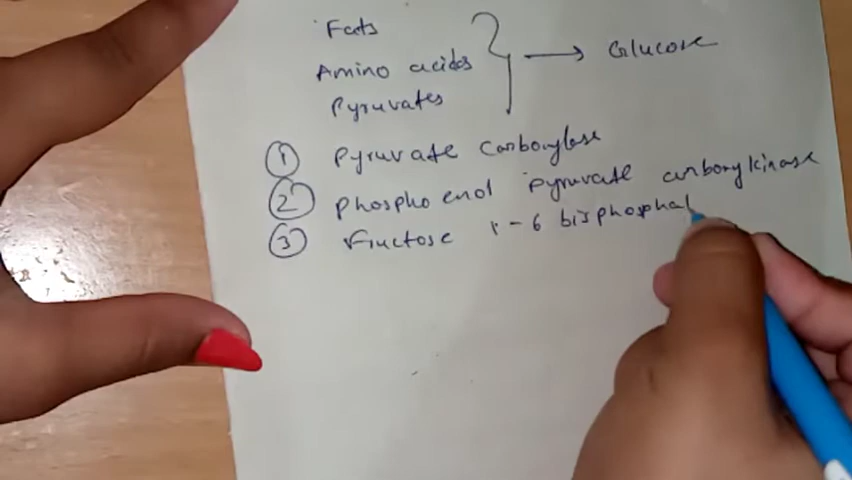 Fats
Amino acids
Pyruvates
Glucose
① Pyruvate carboxylase
② Phospho enol Pyruvate carboxykinase
③ Fructose 1-6 bisphosphat